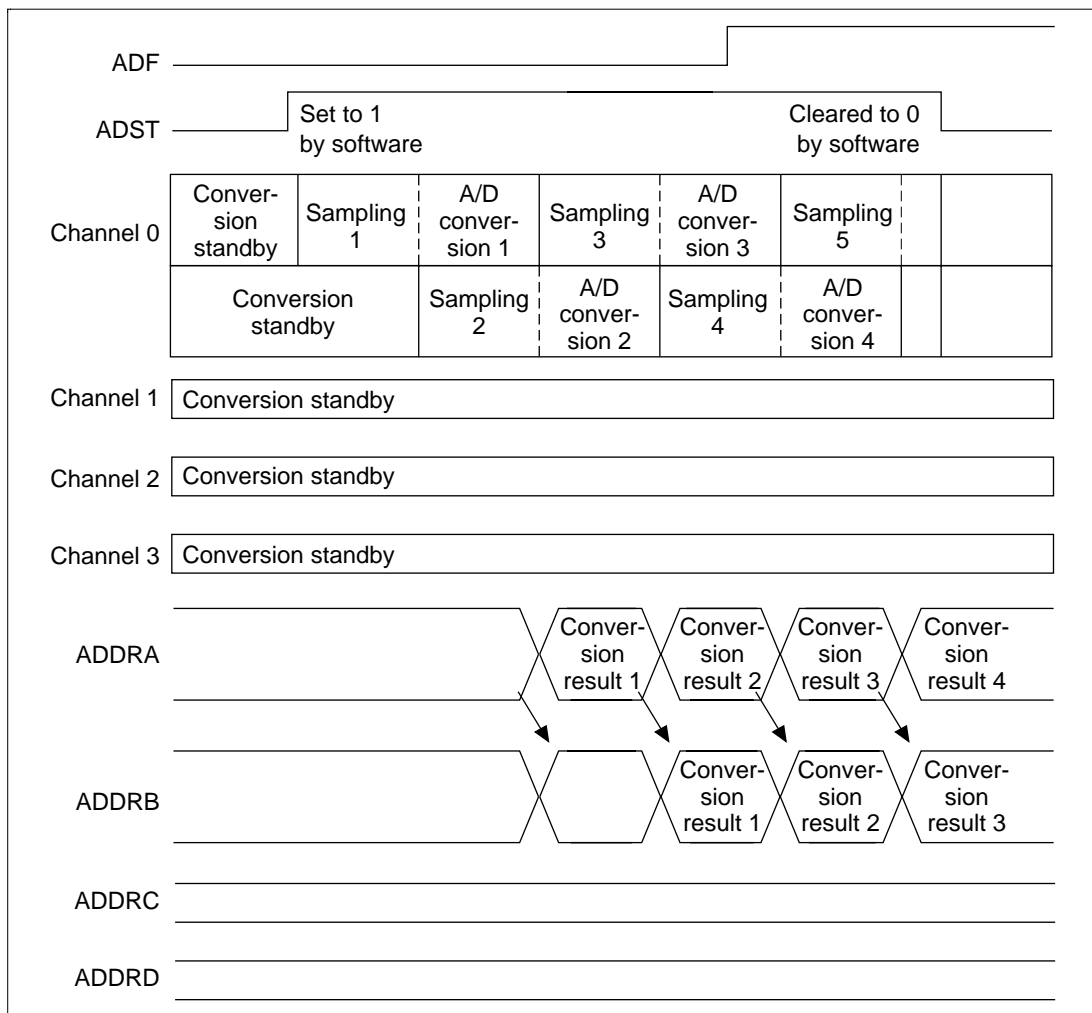 ADF
ADST
Set to 1
by software
Cleared to 0
by software
Channel 0
Conver-
sion
standby
Sampling
1
A/D
conver-
sion 1
Sampling
3
A/D
conver-
sion 3
Sampling
5
Conversion
standby
Sampling
2
A/D
conver-
sion 2
Sampling
4
A/D
conver-
sion 4
Channel 1
Conversion standby
Channel 2
Conversion standby
Channel 3
Conversion standby
ADDRA
Conver-
sion
result 1
Conver-
sion
result 2
Conver-
sion
result 3
Conver-
sion
result 4
ADDRB
Conver-
sion
result 1
Conver-
sion
result 2
Conver-
sion
result 3
ADDRC
ADDRD